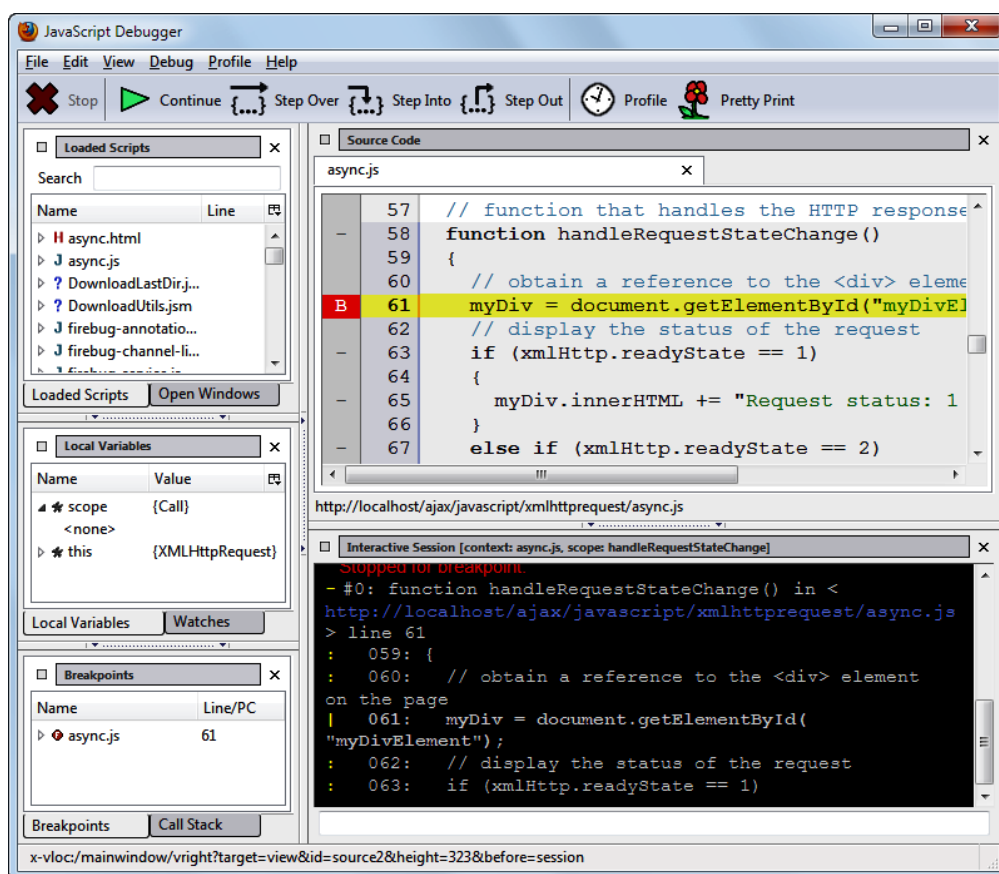 JavaScript Debugger
File Edit View Debug Profile Help
Stop Continue {...} Step Over {...} Step Into {...} Step Out Profile Pretty Print
Loaded Scripts
Search
Name Line
H async.html
J async.js
? DownloadLastDir.j...
? DownloadUtils.jsm
J firebug-annotatio...
J firebug-channel-li...
Loaded Scripts Open Windows
Local Variables
Name Value
scope {Call}
<none>
this {XMLHttpRequest}
Local Variables Watches
Breakpoints
Name Line/PC
F async.js 61
Breakpoints Call Stack
Source Code
async.js
57 // function that handles the HTTP response
– 58 function handleRequestStateChange()
59 {
60 // obtain a reference to the <div> eleme
B 61 myDiv = document.getElementById("myDivEl
62 // display the status of the request
– 63 if (xmlHttp.readyState == 1)
64 {
– 65 myDiv.innerHTML += "Request status: 1
66 }
– 67 else if (xmlHttp.readyState == 2)
http://localhost/ajax/javascript/xmlhttprequest/async.js
Interactive Session [context: async.js, scope: handleRequestStateChange]
Stopped for breakpoint.
– #0: function handleRequestStateChange() in <
http://localhost/ajax/javascript/xmlhttprequest/async.js
> line 61
: 059: {
: 060: // obtain a reference to the <div> element
on the page
| 061: myDiv = document.getElementById(
"myDivElement");
: 062: // display the status of the request
: 063: if (xmlHttp.readyState == 1)
x-vloc:/mainwindow/vright?target=view&id=source2&height=323&before=session